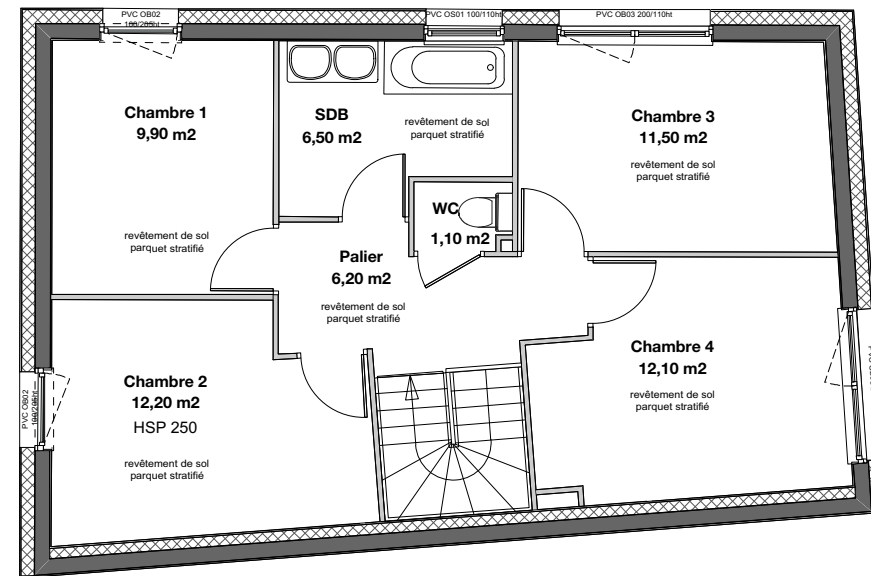 PVC OB02
100/205ht
PVC OS01 100/110ht
PVC OB03 200/110ht
Chambre 1
9,90 m2
revêtement de sol
parquet stratifié
SDB
6,50 m2
revêtement de sol
parquet stratifié
WC
1,10 m2
Chambre 3
11,50 m2
revêtement de sol
parquet stratifié
Palier
6,20 m2
revêtement de sol
parquet stratifié
Chambre 2
12,20 m2
HSP 250
revêtement de sol
parquet stratifié
Chambre 4
12,10 m2
revêtement de sol
parquet stratifié
PVC OB02
100/205ht